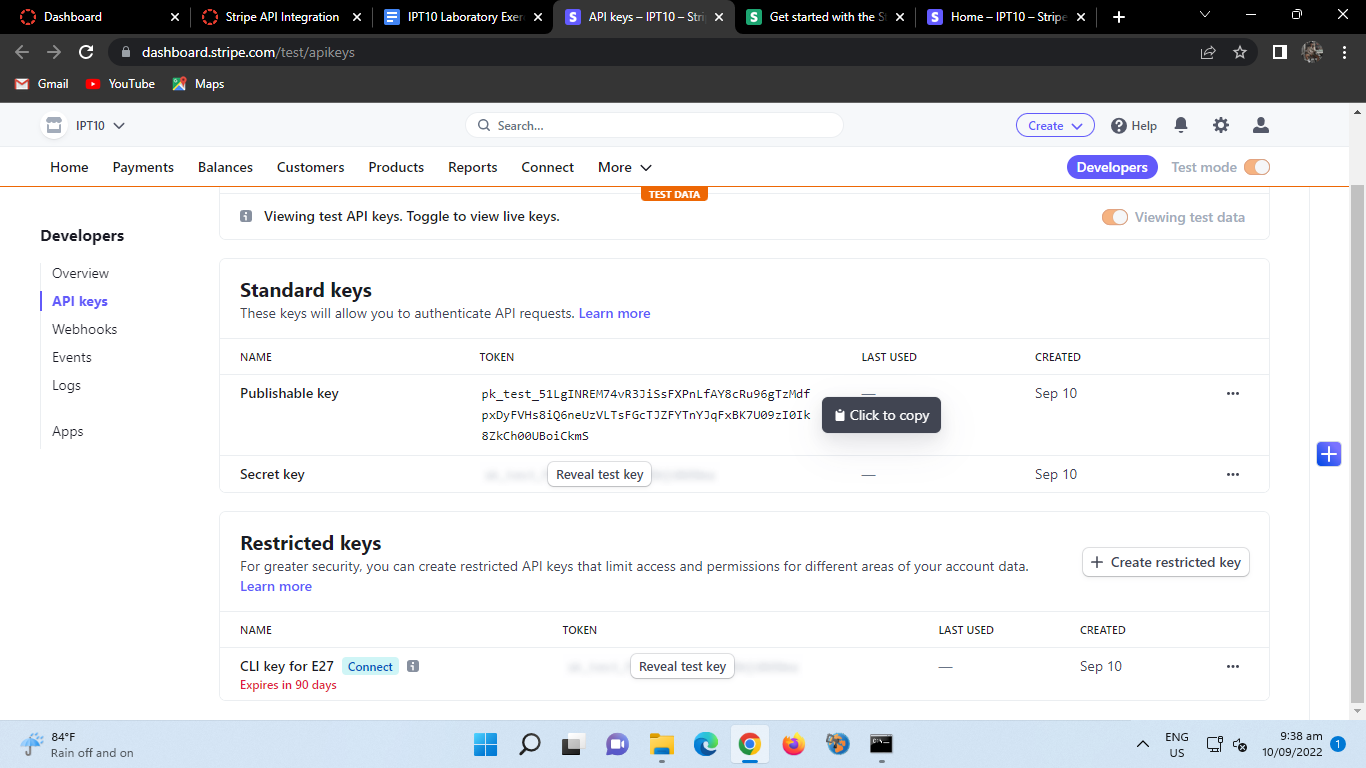 Dashboard
Stripe API Integration
IPT10 Laboratory Exer
API keys – IPT10 – Stri
Get started with the S
Home – IPT10 – Stripe
dashboard.stripe.com/test/apikeys
Gmail
YouTube
Maps
IPT10
Search...
Create
Help
Home
Payments
Balances
Customers
Products
Reports
Connect
More
Developers
Test mode
TEST DATA
Viewing test API keys. Toggle to view live keys.
Viewing test data
Developers
Overview
API keys
Webhooks
Events
Logs
Apps
Standard keys
These keys will allow you to authenticate API requests. Learn more
NAME TOKEN LAST USED CREATED
Publishable key
pk_test_51LgINREM74vR3JiSsFXPnLfAY8cRu96gTzMdf
pxDyFVHs8iQ6neUzVLTsFGcTJZFYTnYJqFxBK7U09zI0Ik
8ZkCh00UBoiCkmS
—
Sep 10
Click to copy
Secret key Reveal test key — Sep 10
Restricted keys
For greater security, you can create restricted API keys that limit access and permissions for different areas of your account data.
Learn more
Create restricted key
NAME TOKEN LAST USED CREATED
CLI key for E27 Connect Reveal test key — Sep 10
Expires in 90 days
84°F
Rain off and on
ENG
US
9:38 am
10/09/2022
1